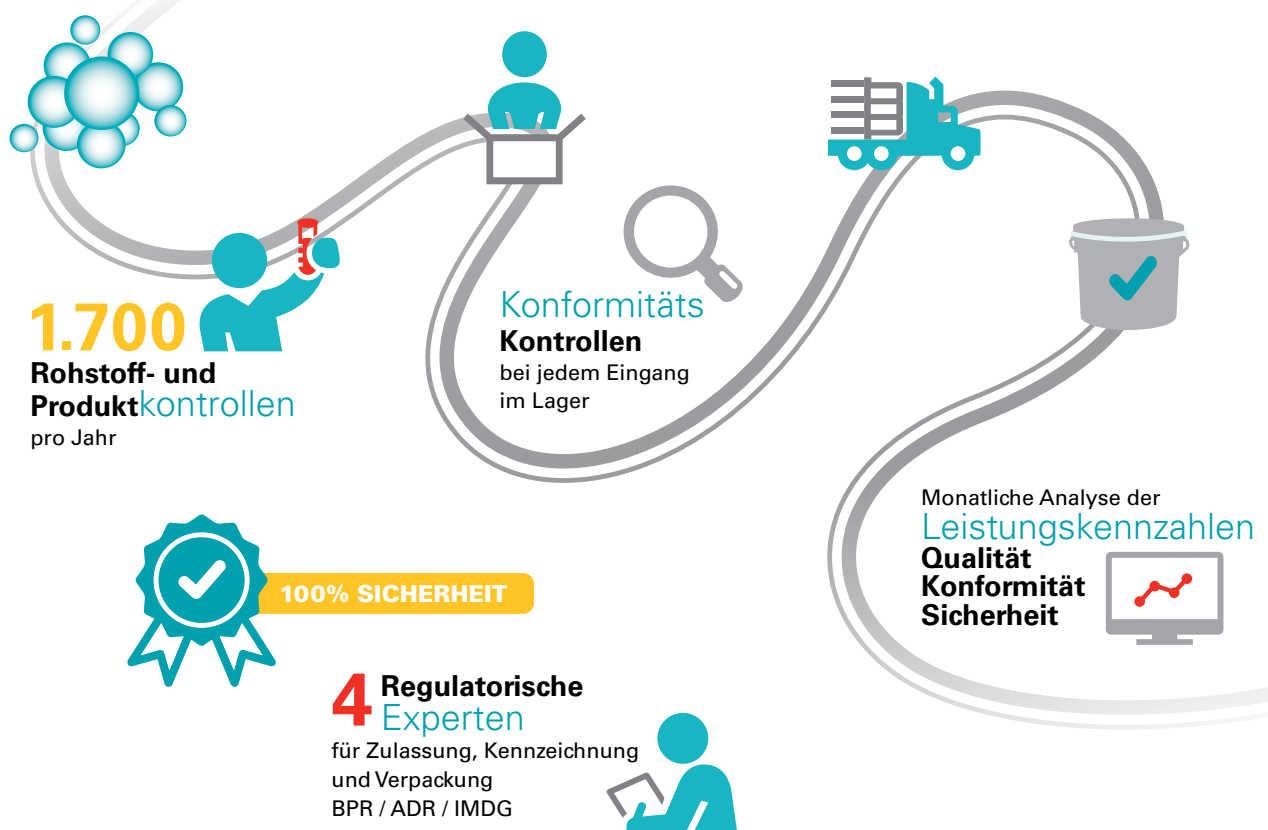 1.700
Rohstoff- und
Produktkontrollen
pro Jahr
Konformitäts
Kontrollen
bei jedem Eingang
im Lager
Monatliche Analyse der
Leistungskennzahlen
Qualität
Konformität
Sicherheit
100% SICHERHEIT
4 Regulatorische
Experten
für Zulassung, Kennzeichnung
und Verpackung
BPR / ADR / IMDG